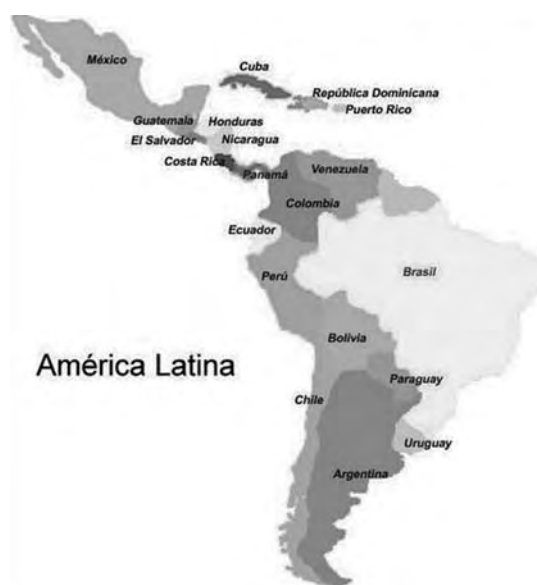 México
Cuba
República Dominicana
Puerto Rico
Guatemala
Honduras
El Salvador
Nicaragua
Costa Rica
Panamá
Venezuela
Colombia
Ecuador
Brasil
Perú
Bolivia
América Latina
Paraguay
Chile
Uruguay
Argentina